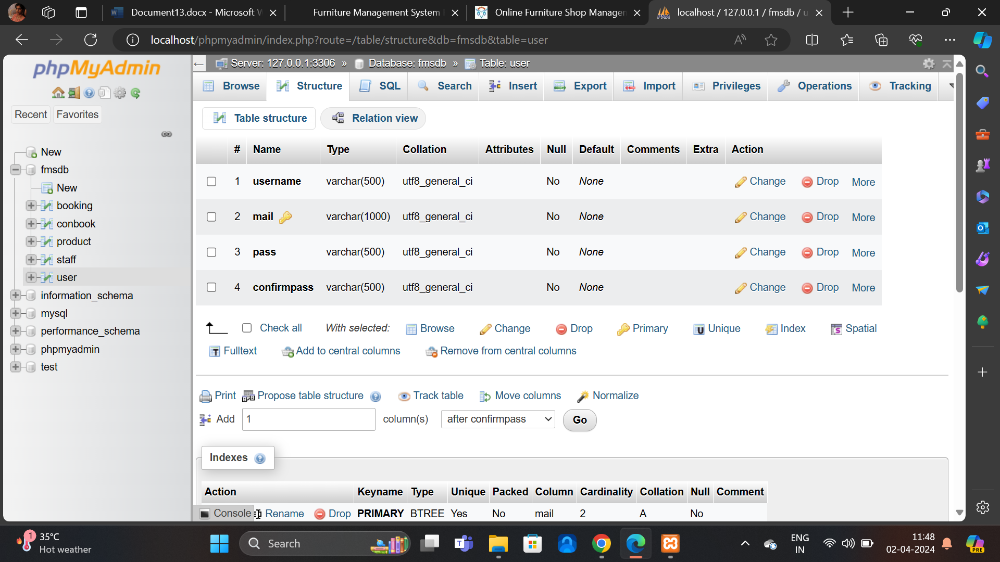 Document13.docx - Microsoft W
Furniture Management System
Online Furniture Shop Managen
localhost / 127.0.0.1 / fmsdb / u
localhost/phpmyadmin/index.php?route=/table/structure&db=fmsdb&table=user
phpMyAdmin
Recent Favorites
New
fmsdb
New
booking
conbook
product
staff
user
information_schema
mysql
performance_schema
phpmyadmin
test
Server: 127.0.0.1:3306 » Database: fmsdb » Table: user
Browse Structure SQL Search Insert Export Import Privileges Operations Tracking
Table structure Relation view
# Name Type Collation Attributes Null Default Comments Extra Action
1 username varchar(500) utf8_general_ci No None Change Drop More
2 mail varchar(1000) utf8_general_ci No None Change Drop More
3 pass varchar(500) utf8_general_ci No None Change Drop More
4 confirmpass varchar(500) utf8_general_ci No None Change Drop More
Check all With selected: Browse Change Drop Primary Unique Index Spatial
Fulltext Add to central columns Remove from central columns
Print Propose table structure Track table Move columns Normalize
Add 1 column(s) after confirmpass Go
Indexes
Action Keyname Type Unique Packed Column Cardinality Collation Null Comment
Console Rename Drop PRIMARY BTREE Yes No mail 2 A No
1 35°C
Hot weather
Search
ENG
IN
11:48
02-04-2024
PRE